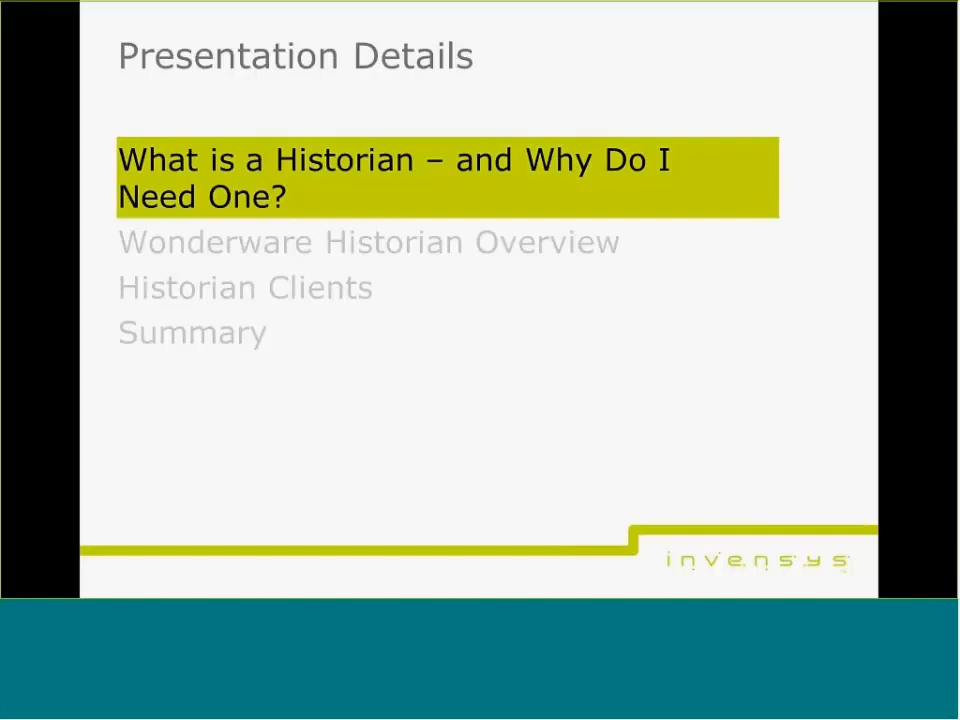 Presentation Details
What is a Historian – and Why Do I
Need One?
Wonderware Historian Overview
Historian Clients
Summary
invensys